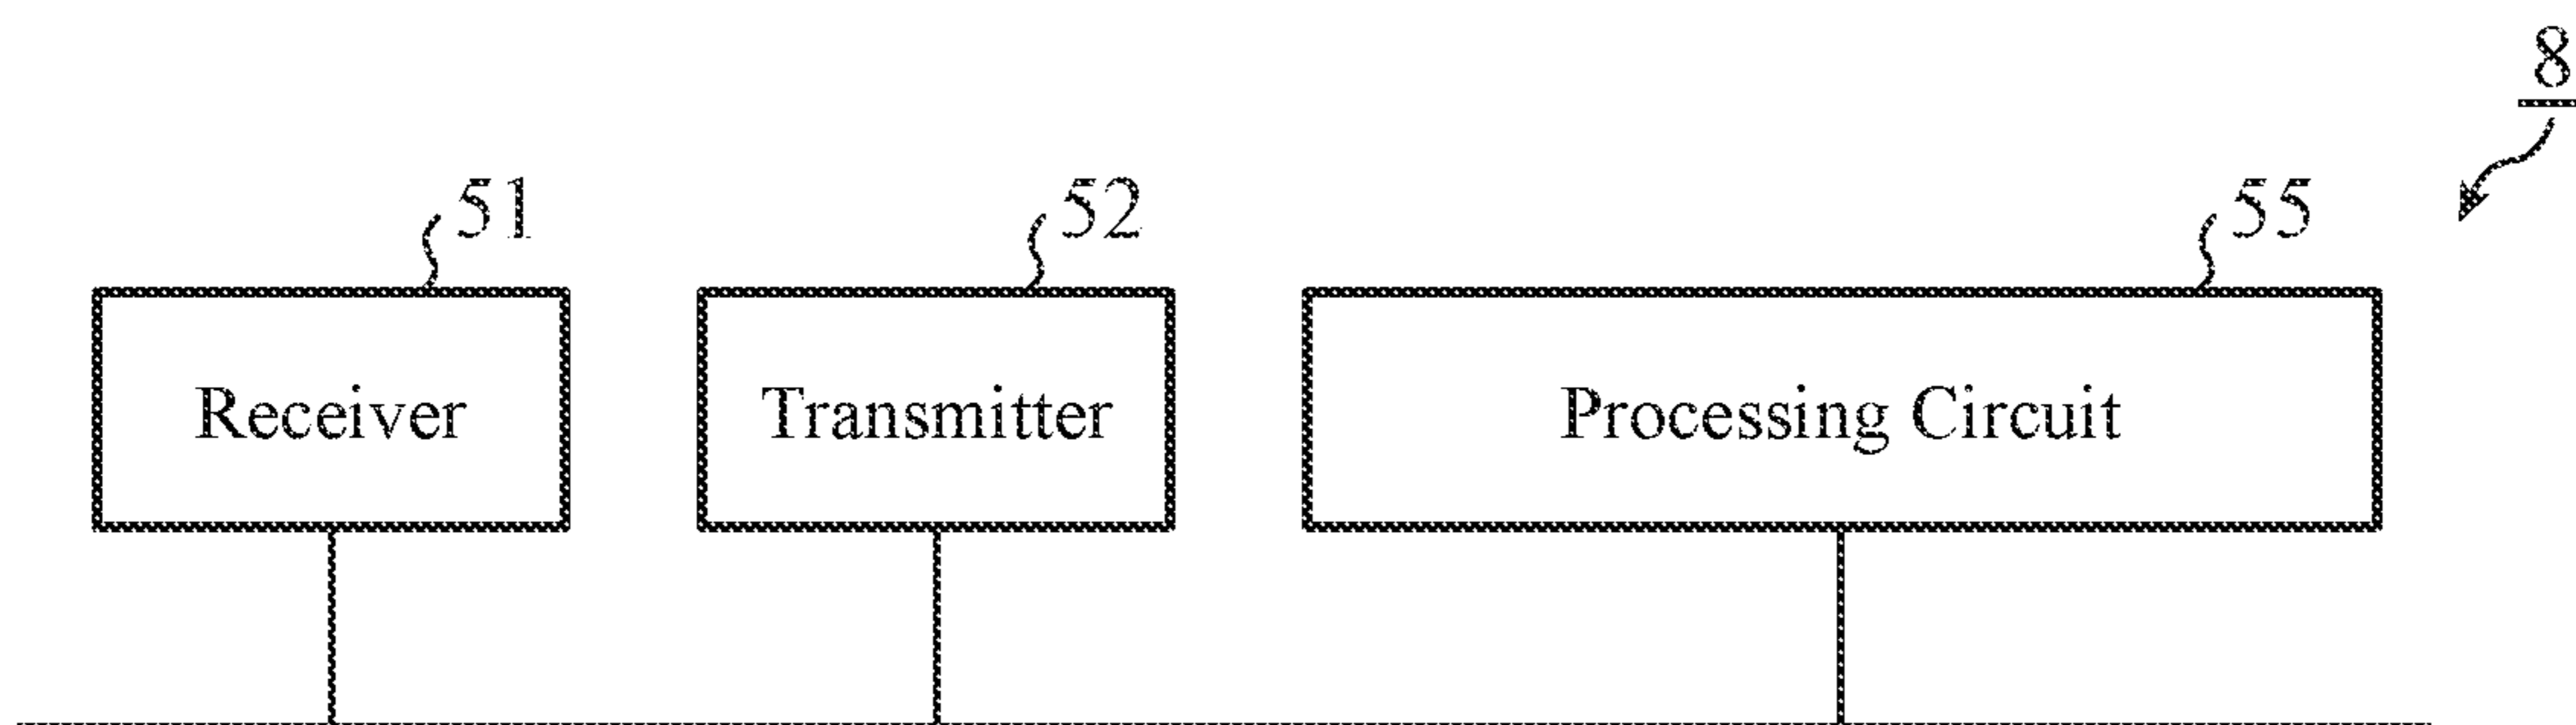 8
51
52
55
Receiver
Transmitter
Processing Circuit